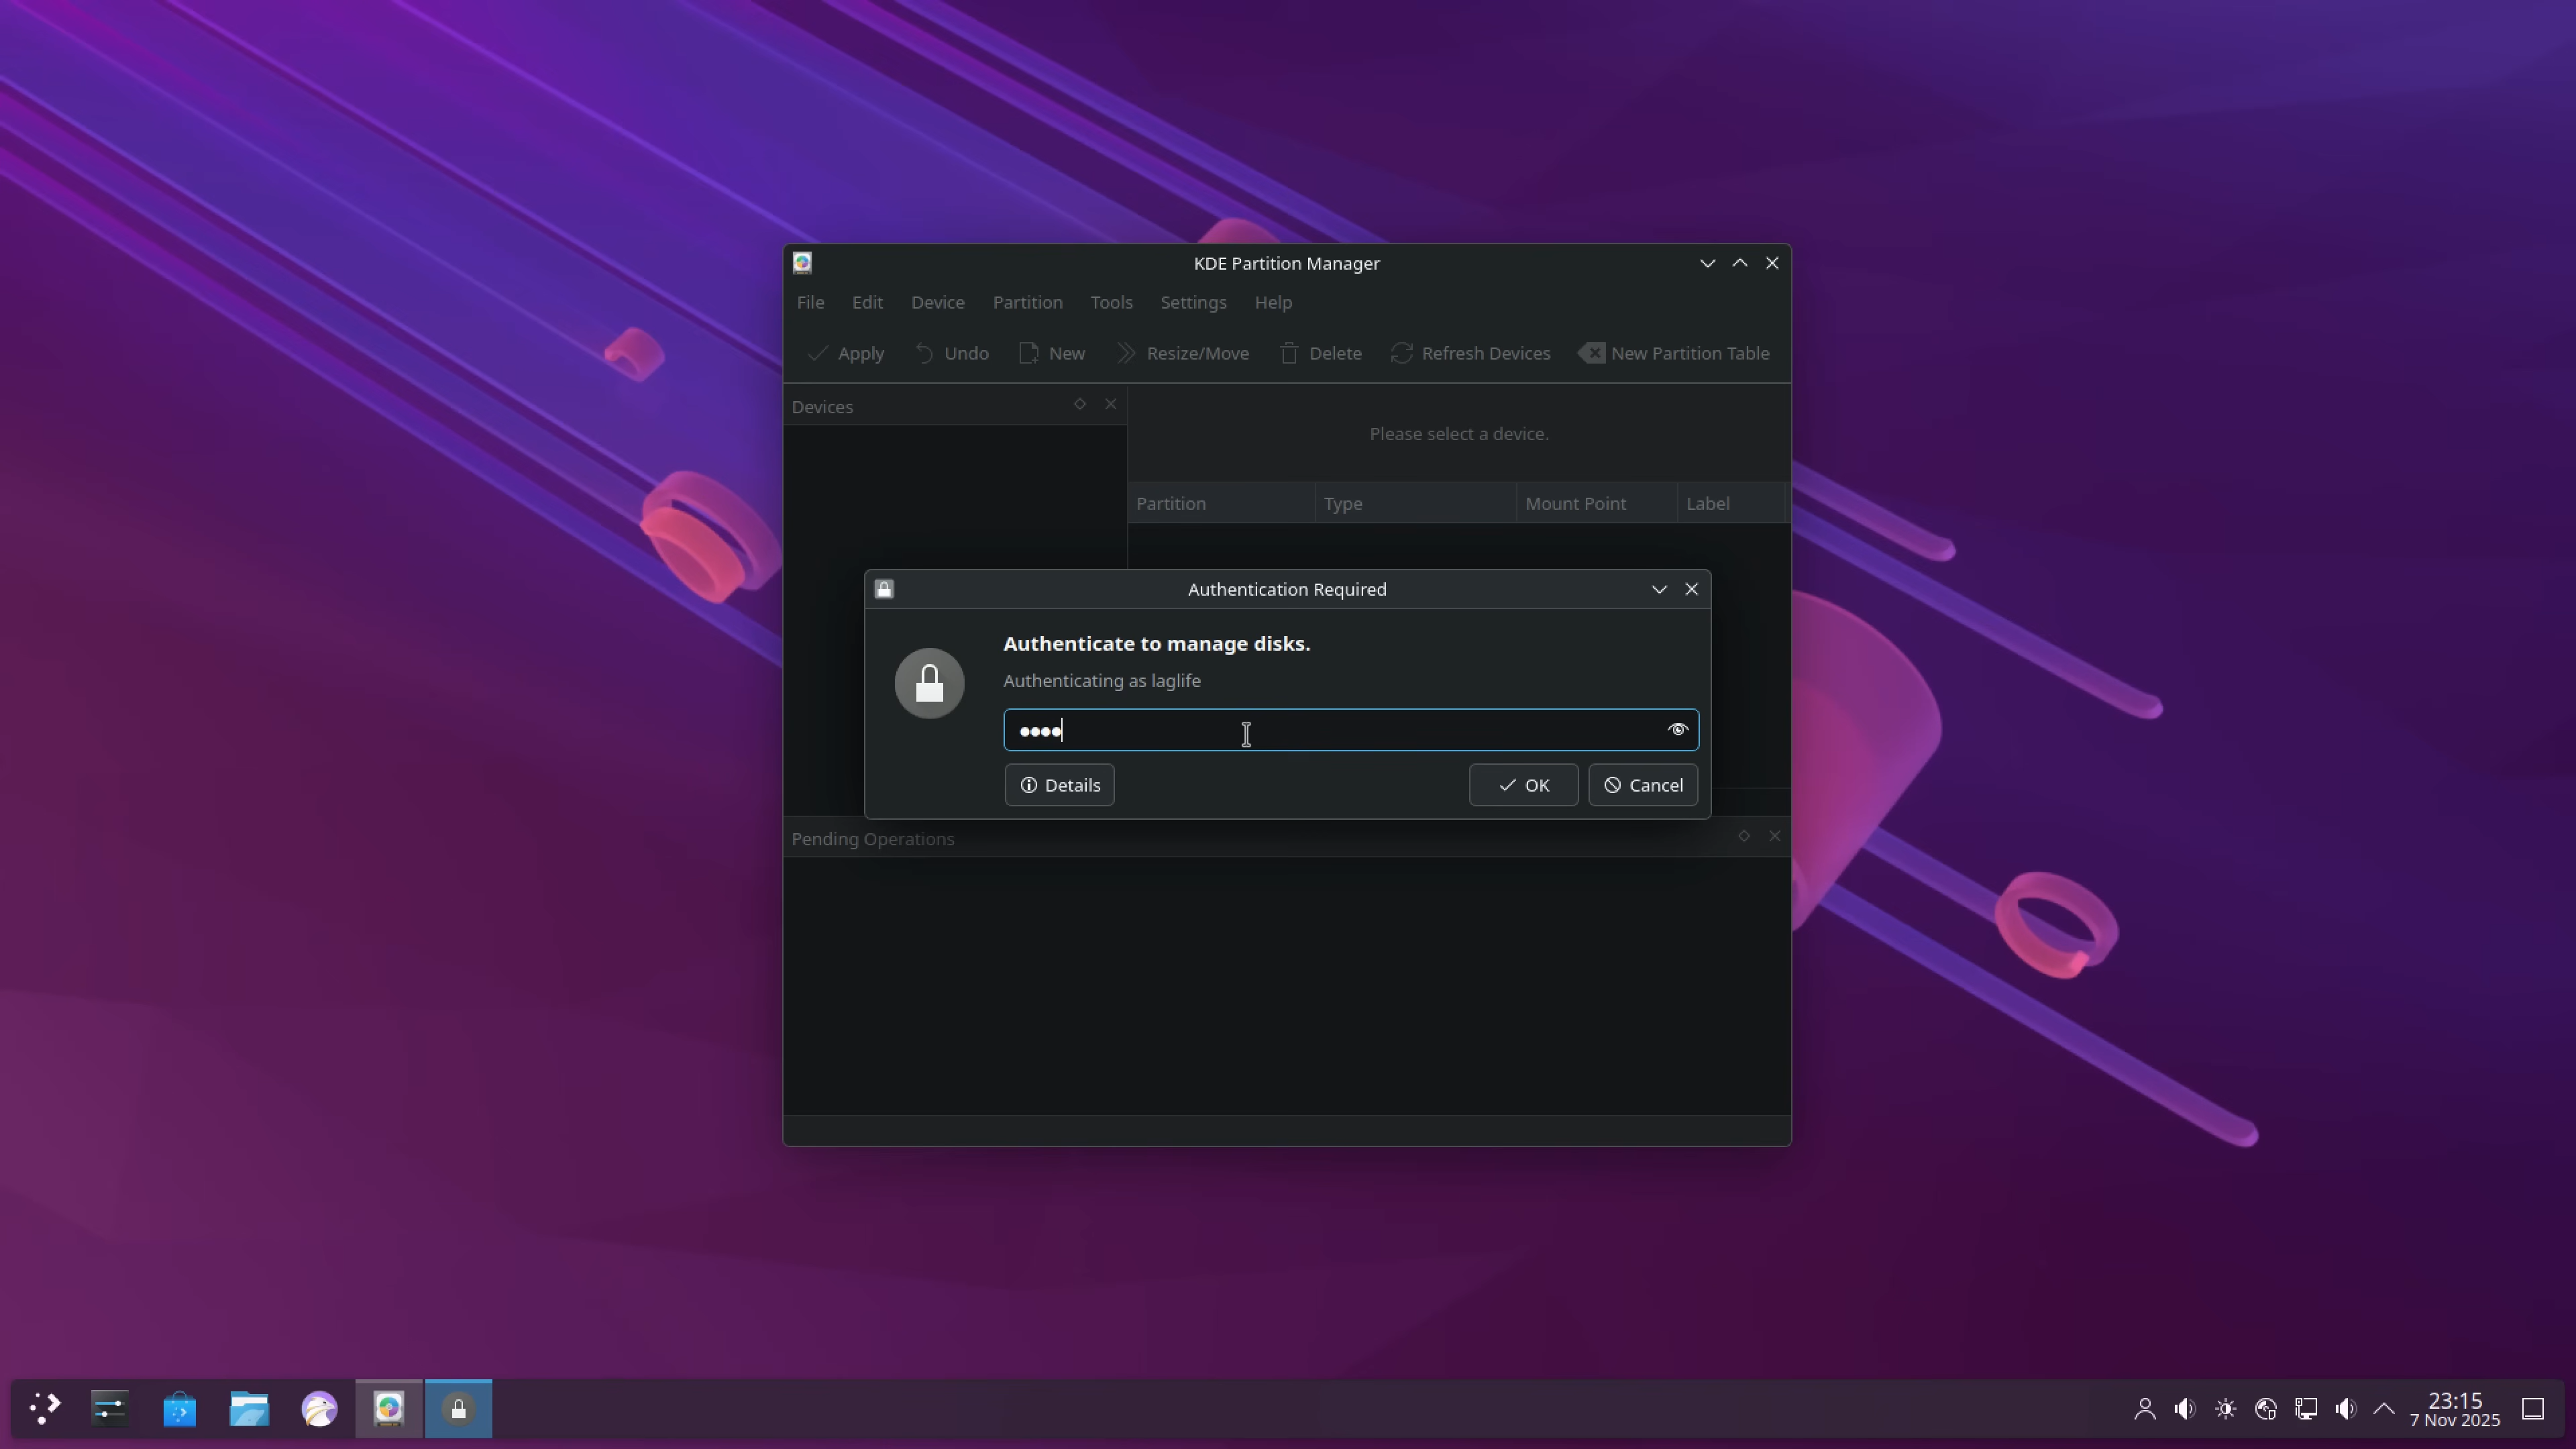 KDE Partition Manager
File Edit Device Partition Tools Settings Help
Apply Undo New Resize/Move Delete Refresh Devices New Partition Table
Devices
Please select a device.
Partition Type Mount Point Label
Authentication Required
Authenticate to manage disks.
Authenticating as laglife
●●●●
Details OK Cancel
Pending Operations
23:15
7 Nov 2025